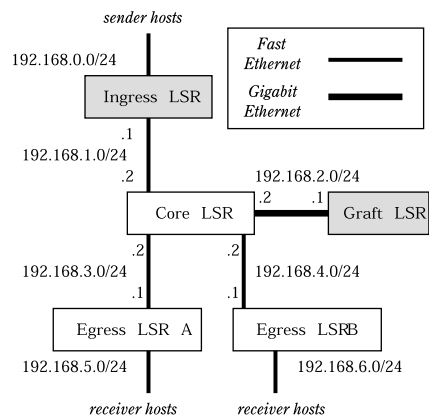 sender hosts
192.168.0.0/24
Ingress LSR
Fast
Ethernet
Gigabit
Ethernet
.1
192.168.1.0/24
.2
192.168.2.0/24
.2
.1
Core LSR
Graft LSR
.2
.2
192.168.3.0/24
192.168.4.0/24
.1
.1
Egress LSR A
Egress LSRB
192.168.5.0/24
192.168.6.0/24
receiver hosts
receiver hosts